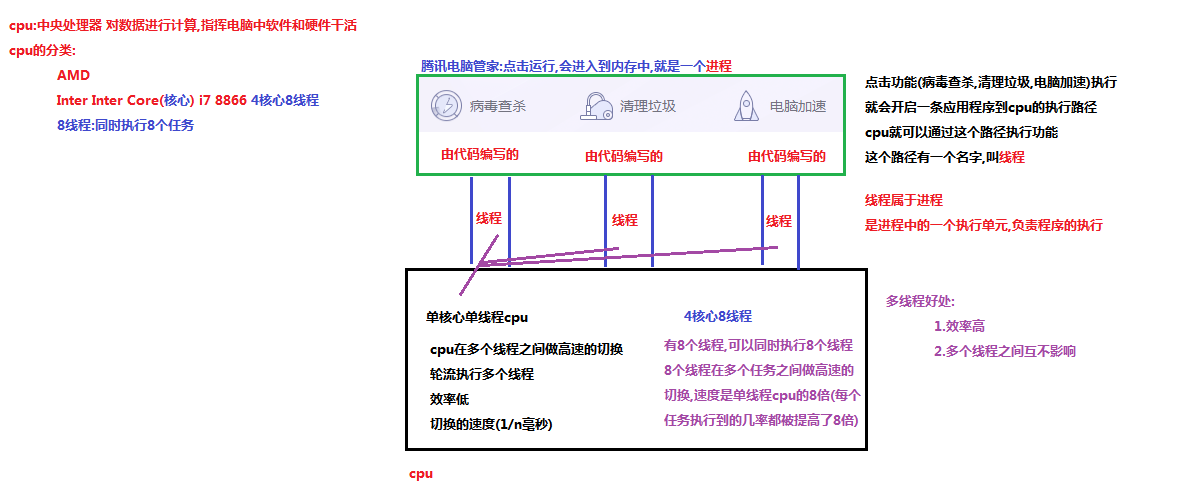 cpu:中央处理器 对数据进行计算,指挥电脑中软件和硬件干活
cpu的分类:
AMD
Inter Inter Core(核心) i7 8866 4核心8线程
8线程:同时执行8个任务
腾讯电脑管家:点击运行,会进入到内存中,就是一个进程
病毒查杀 清理垃圾 电脑加速
由代码编写的 由代码编写的 由代码编写的
线程 线程 线程
点击功能(病毒查杀,清理垃圾,电脑加速)执行
就会开启一条应用程序到cpu的执行路径
cpu就可以通过这个路径执行功能
这个路径有一个名字,叫线程
线程属于进程
是进程中的一个执行单元,负责程序的执行
单核心单线程cpu
cpu在多个线程之间做高速的切换
轮流执行多个线程
效率低
切换的速度(1/n毫秒)
4核心8线程
有8个线程,可以同时执行8个线程
8个线程在多个任务之间做高速的
切换,速度是单线程cpu的8倍(每个
任务执行到的几率都被提高了8倍)
多线程好处:
1.效率高
2.多个线程之间互不影响
cpu